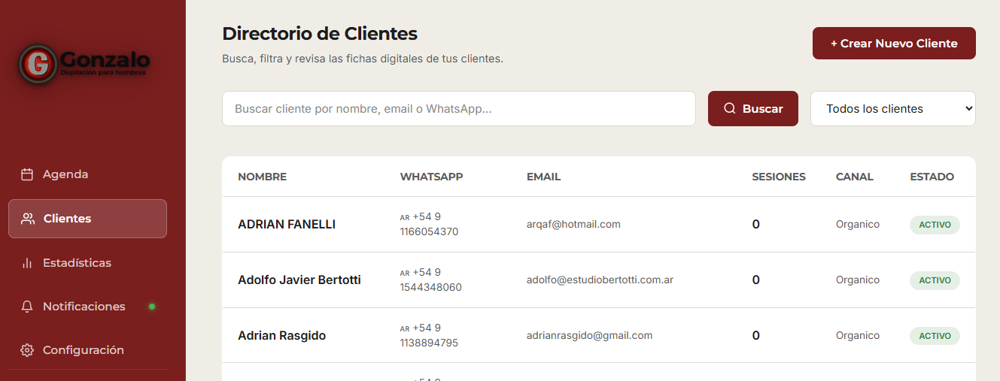 G Gonzalo
Depilación para hombres
Agenda
Clientes
Estadísticas
Notificaciones
Configuración
Directorio de Clientes
Busca, filtra y revisa las fichas digitales de tus clientes.
+ Crear Nuevo Cliente
Buscar cliente por nombre, email o WhatsApp...
Buscar
Todos los clientes
NOMBRE WHATSAPP EMAIL SESIONES CANAL ESTADO
ADRIAN FANELLI AR +54 9 1166054370 arqaf@hotmail.com 0 Organico ACTIVO
Adolfo Javier Bertotti AR +54 9 1544348060 adolfo@estudiobertotti.com.ar 0 Organico ACTIVO
Adrian Rasgido AR +54 9 1138894795 adrianrasgido@gmail.com 0 Organico ACTIVO